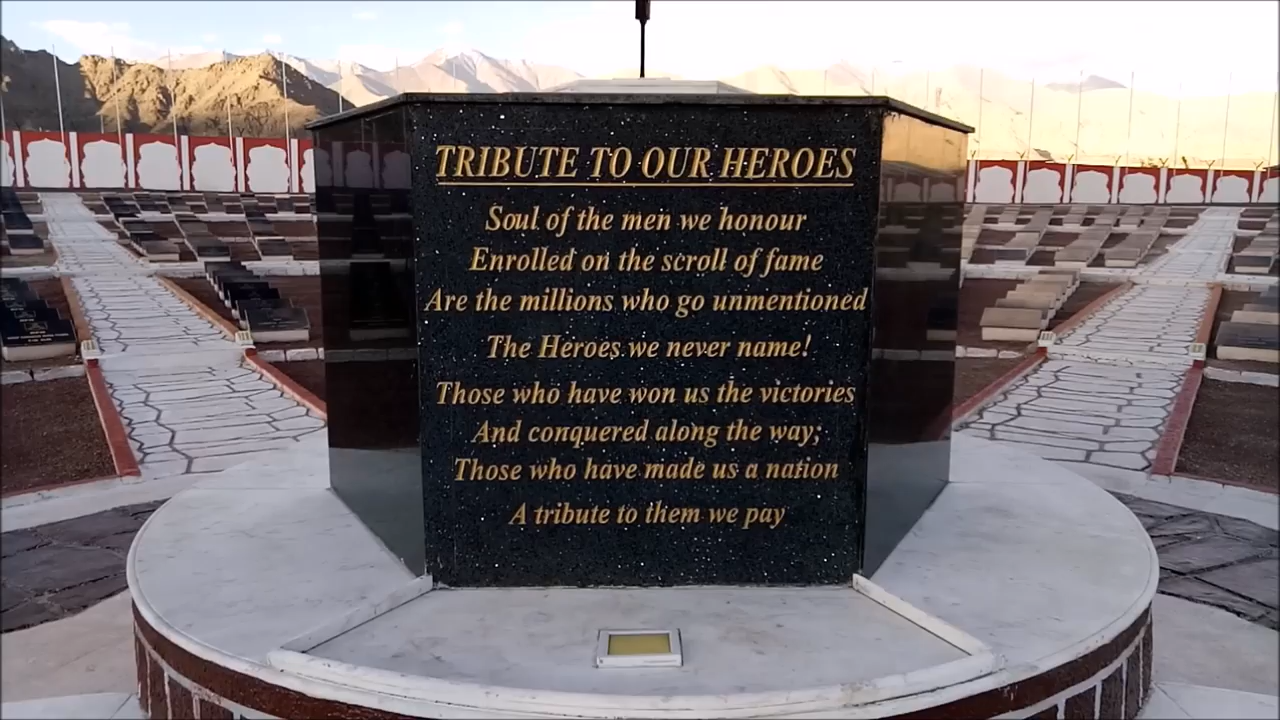 TRIBUTE TO OUR HEROES
Soul of the men we honour
Enrolled on the scroll of fame
Are the millions who go unmentioned
The Heroes we never name!
Those who have won us the victories
And conquered along the way;
Those who have made us a nation
A tribute to them we pay